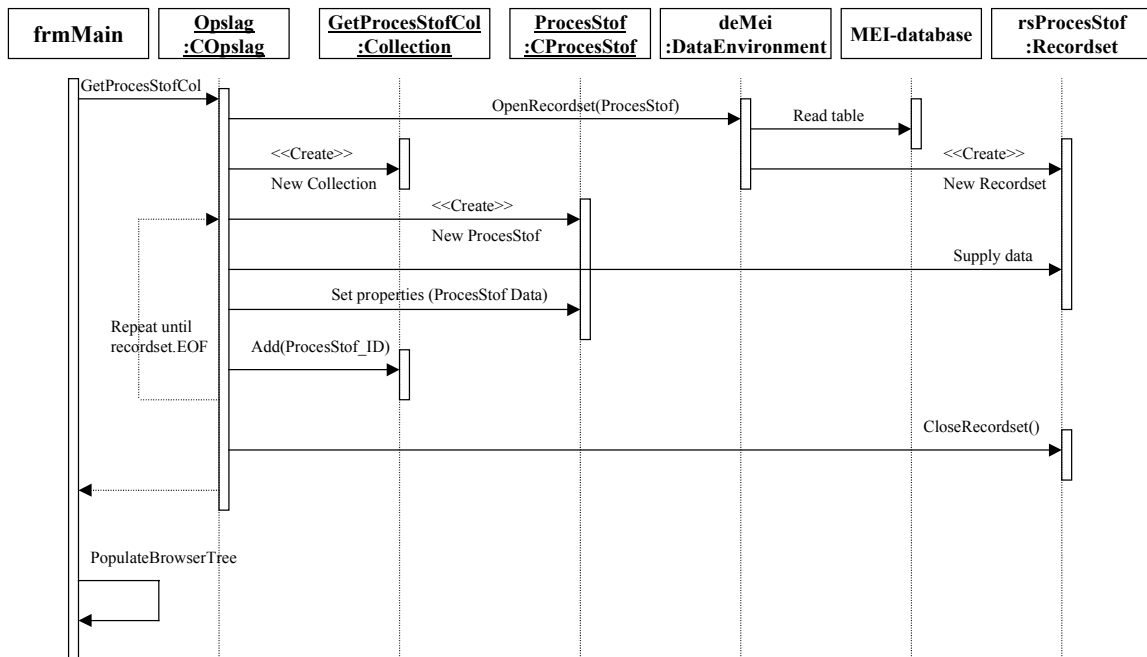 frmMain
Opslag
:COpslag
GetProcesStofCol
:Collection
ProcesStof
:CProcesStof
deMei
:DataEnvironment
MEI-database
rsProcesStof
:Recordset
GetProcesStofCol
OpenRecordset(ProcesStof)
Read table
<<Create>>
New Collection
<<Create>>
New Recordset
<<Create>>
New ProcesStof
Supply data
Set properties (ProcesStof Data)
Repeat until
recordset.EOF
Add(ProcesStof_ID)
CloseRecordset()
PopulateBrowserTree